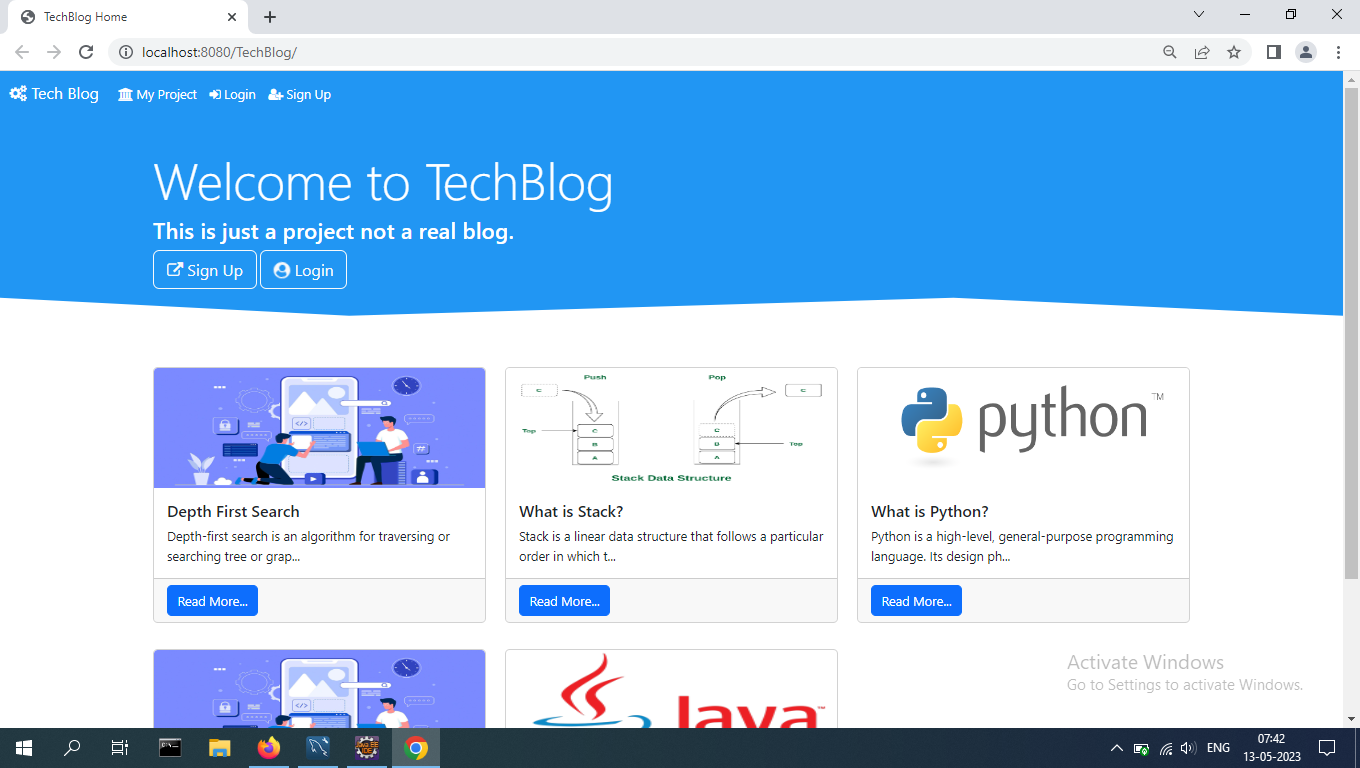 TechBlog Home
localhost:8080/TechBlog/
Tech Blog My Project Login Sign Up
Welcome to TechBlog
This is just a project not a real blog.
Sign Up Login
Push Pop
C C
Top C C
B B Top
A A
Stack Data Structure
python TM
Depth First Search
Depth-first search is an algorithm for traversing or
searching tree or grap...
Read More...
What is Stack?
Stack is a linear data structure that follows a particular
order in which t...
Read More...
What is Python?
Python is a high-level, general-purpose programming
language. Its design ph...
Read More...
Java
Activate Windows
Go to Settings to activate Windows.
ENG
07:42
13-05-2023